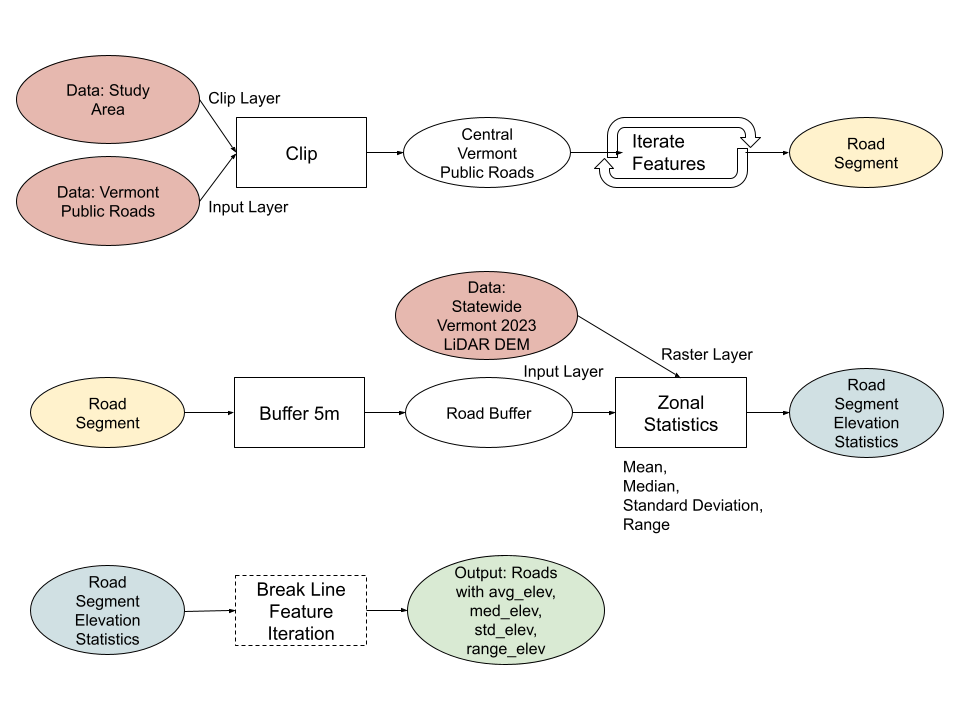 Data: Study
Area
Clip Layer
Data: Vermont
Public Roads
Input Layer
Clip
Central
Vermont
Public Roads
Iterate
Features
Road
Segment
Data:
Statewide
Vermont 2023
LiDAR DEM
Raster Layer
Input Layer
Road
Segment
Buffer 5m
Road Buffer
Zonal
Statistics
Mean,
Median,
Standard Deviation,
Range
Road
Segment
Elevation
Statistics
Road
Segment
Elevation
Statistics
Break Line
Feature
Iteration
Output: Roads
with avg_elev,
med_elev,
std_elev,
range_elev